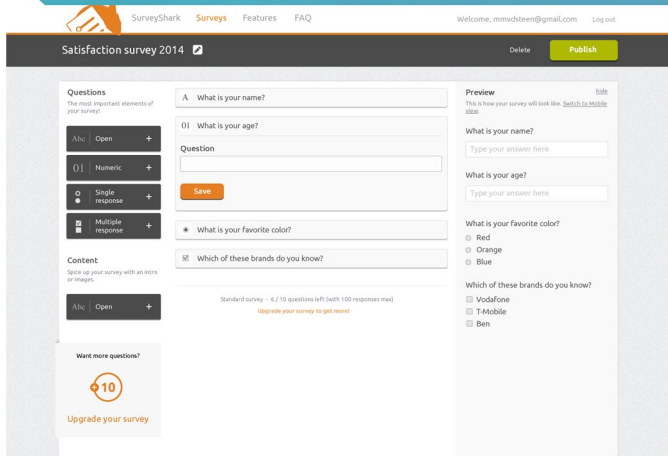 SurveyShark Surveys Features FAQ
Welcome, mmvdsteen@gmail.com Log out
Satisfaction survey 2014
Delete Publish
Questions
The most important elements of
your survey!
Abc Open +
01 Numeric +
Single
response +
Multiple
response +
Content
Spice up your survey with an intro
or images.
Abc Open +
Want more questions?
+10
Upgrade your survey
A What is your name?
01 What is your age?
Question
Save
What is your favorite color?
Which of these brands do you know?
Standard survey - 6 / 10 questions left (with 100 responses max)
Upgrade your survey to get more!
Preview hide
This is how your survey will look like. Switch to Mobile
view.
What is your name?
Type your answer here
What is your age?
Type your answer here
What is your favorite color?
Red
Orange
Blue
Which of these brands do you know?
Vodafone
T-Mobile
Ben